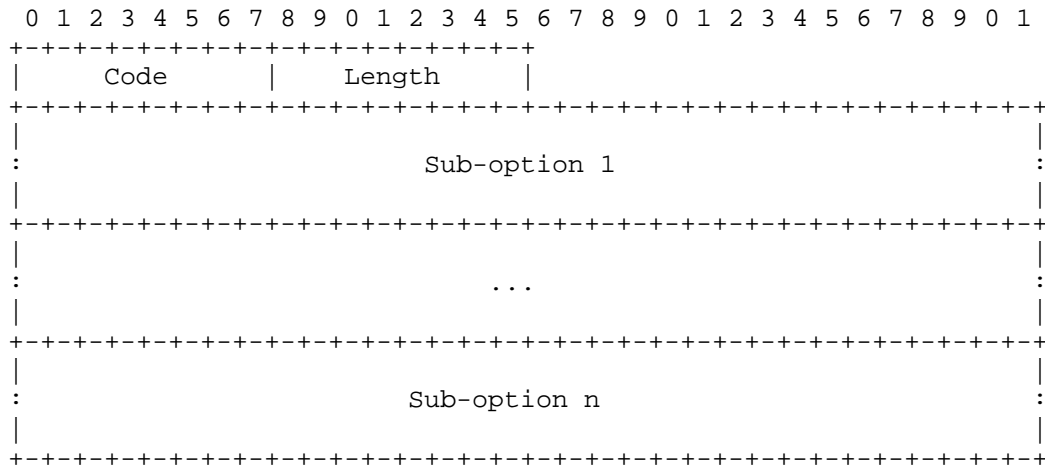 0 1 2 3 4 5 6 7 8 9 0 1 2 3 4 5 6 7 8 9 0 1 2 3 4 5 6 7 8 9 0 1
+-+-+-+-+-+-+-+-+-+-+-+-+-+-+-+-+
|     Code      |    Length     |
+-+-+-+-+-+-+-+-+-+-+-+-+-+-+-+-+-+-+-+-+-+-+-+-+-+-+-+-+-+-+-+-+
|                                                               |
:                         Sub-option 1                          :
|                                                               |
+-+-+-+-+-+-+-+-+-+-+-+-+-+-+-+-+-+-+-+-+-+-+-+-+-+-+-+-+-+-+-+-+
|                                                               |
:                             ...                               :
|                                                               |
+-+-+-+-+-+-+-+-+-+-+-+-+-+-+-+-+-+-+-+-+-+-+-+-+-+-+-+-+-+-+-+-+
|                                                               |
:                        Sub-option n                           :
|                                                               |
+-+-+-+-+-+-+-+-+-+-+-+-+-+-+-+-+-+-+-+-+-+-+-+-+-+-+-+-+-+-+-+-+